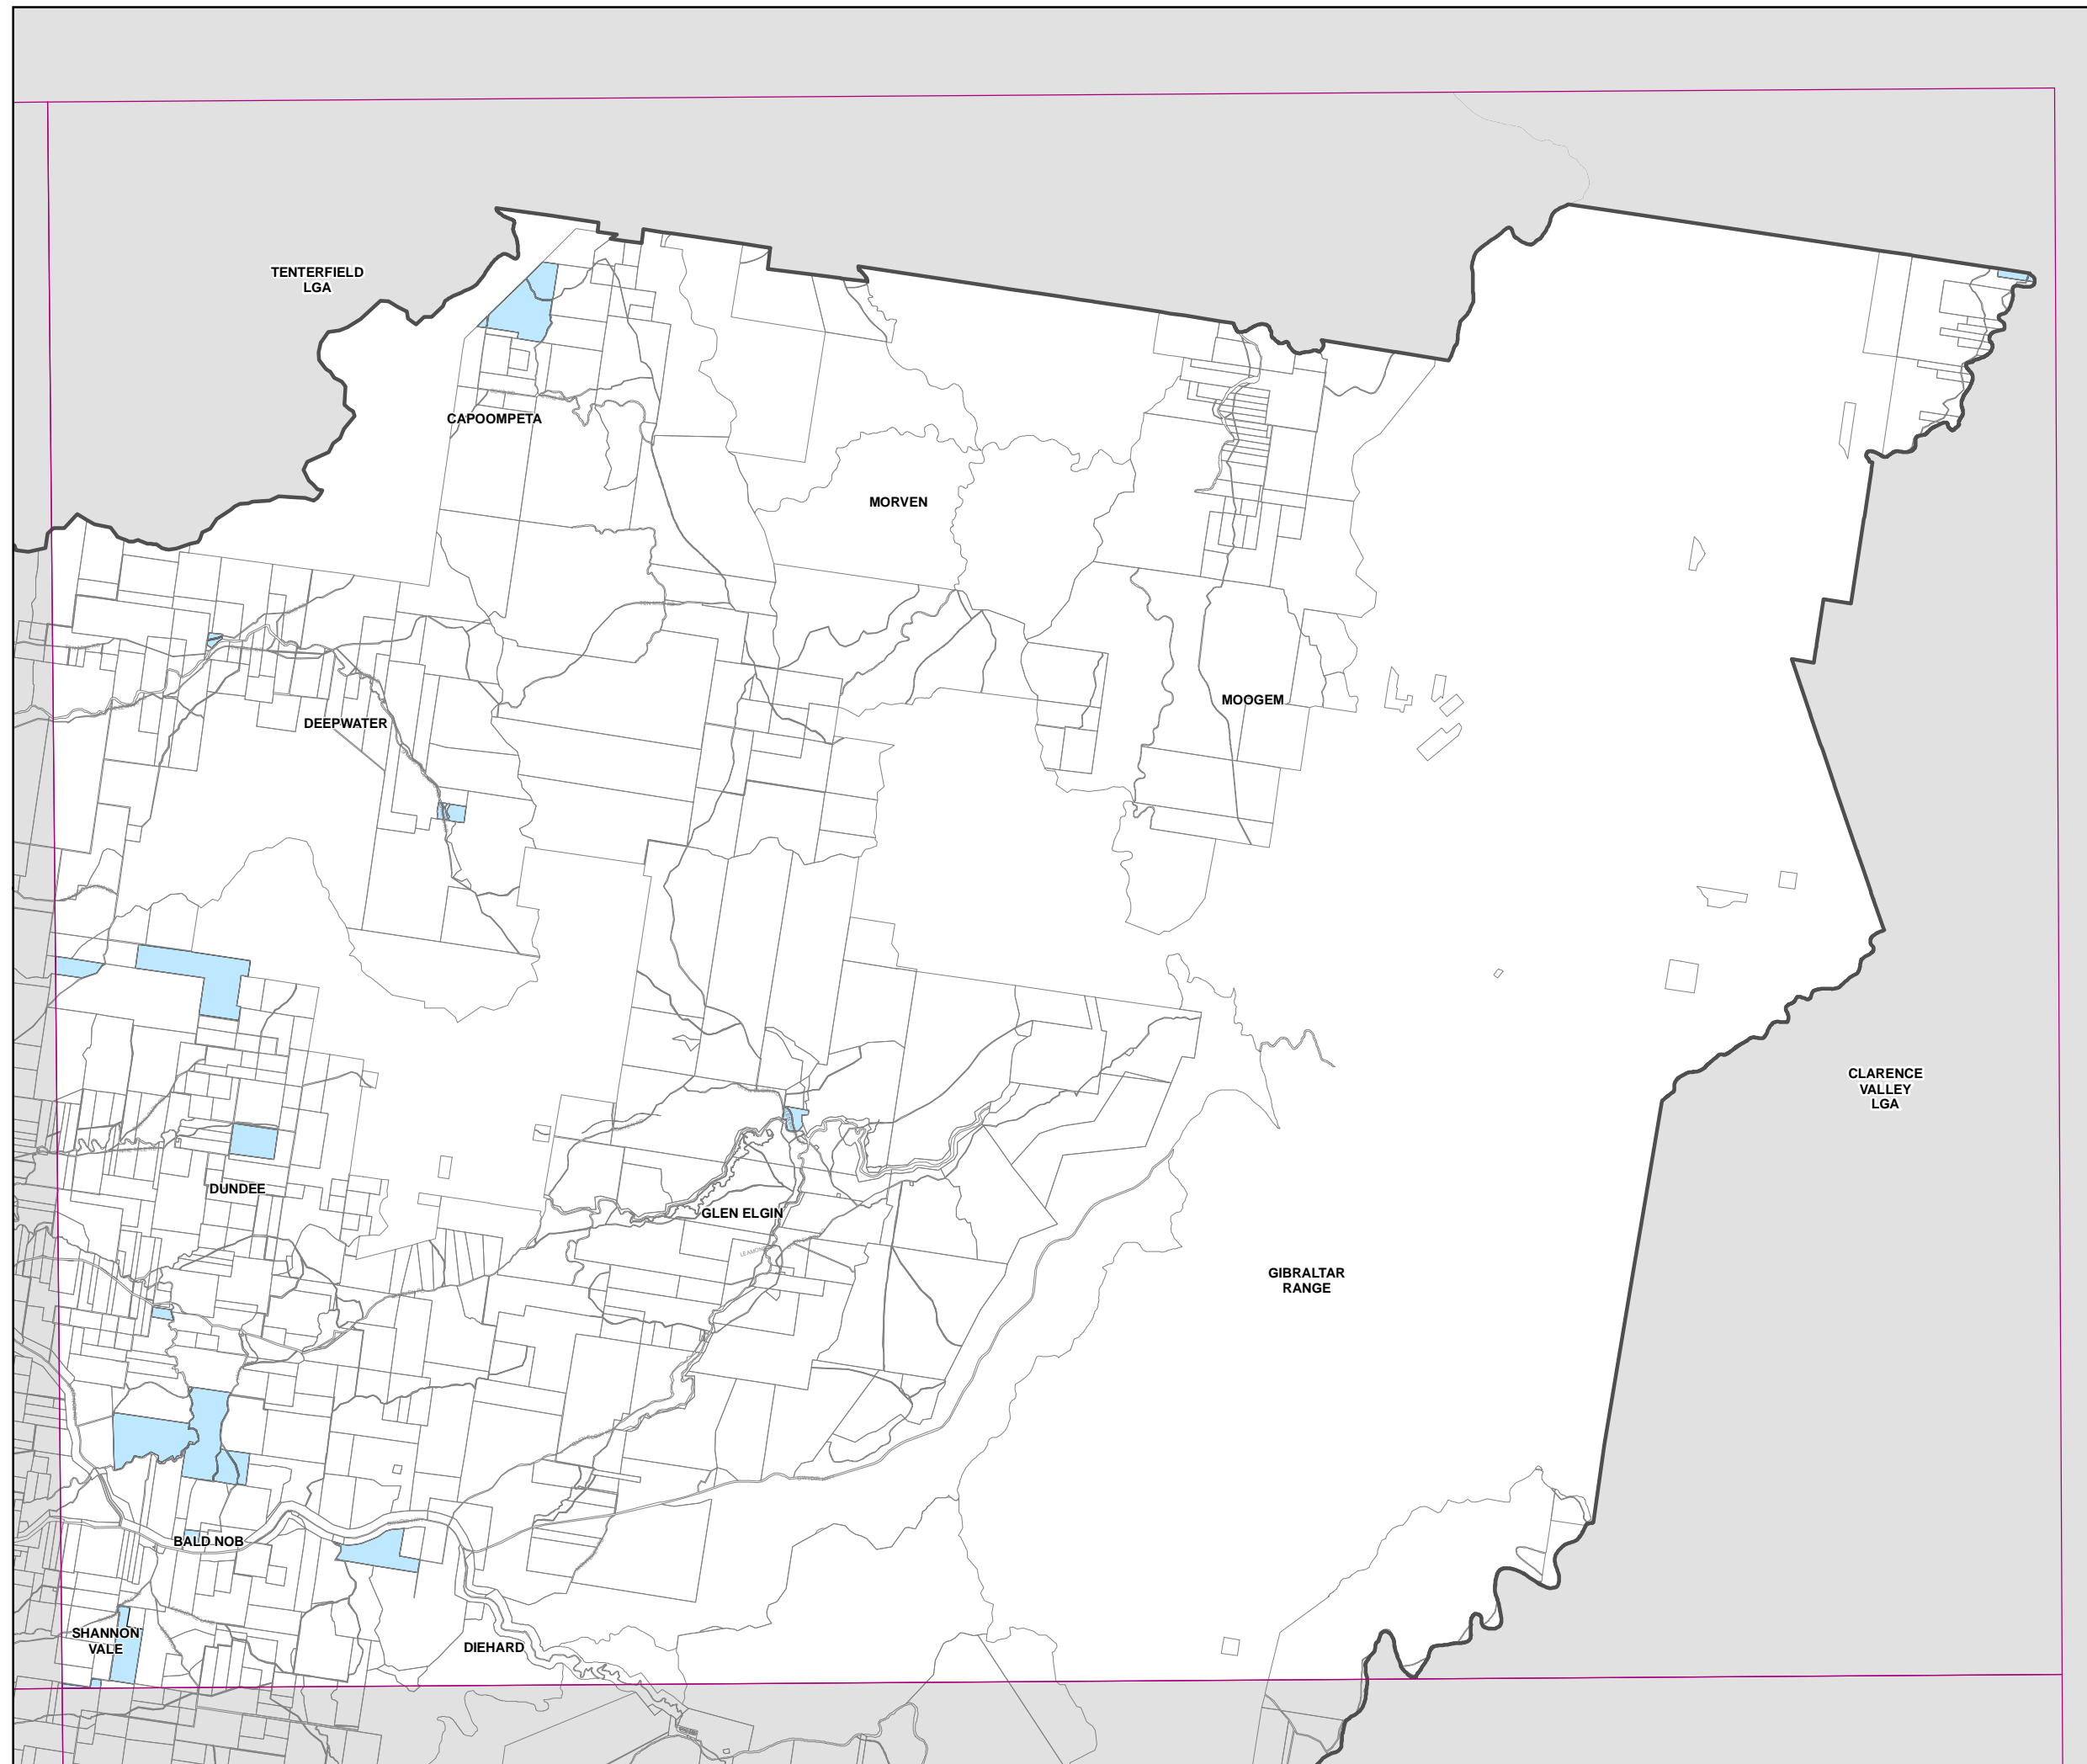 TENTERFIELD
LGA
CAPOOMPETA
MORVEN
MOOGEM
DEEPWATER
CLARENCE
VALLEY
LGA
DUNDEE
GLEN ELGIN
GIBRALTAR
RANGE
BALD NOB
SHANNON
VALE
DIEHARD